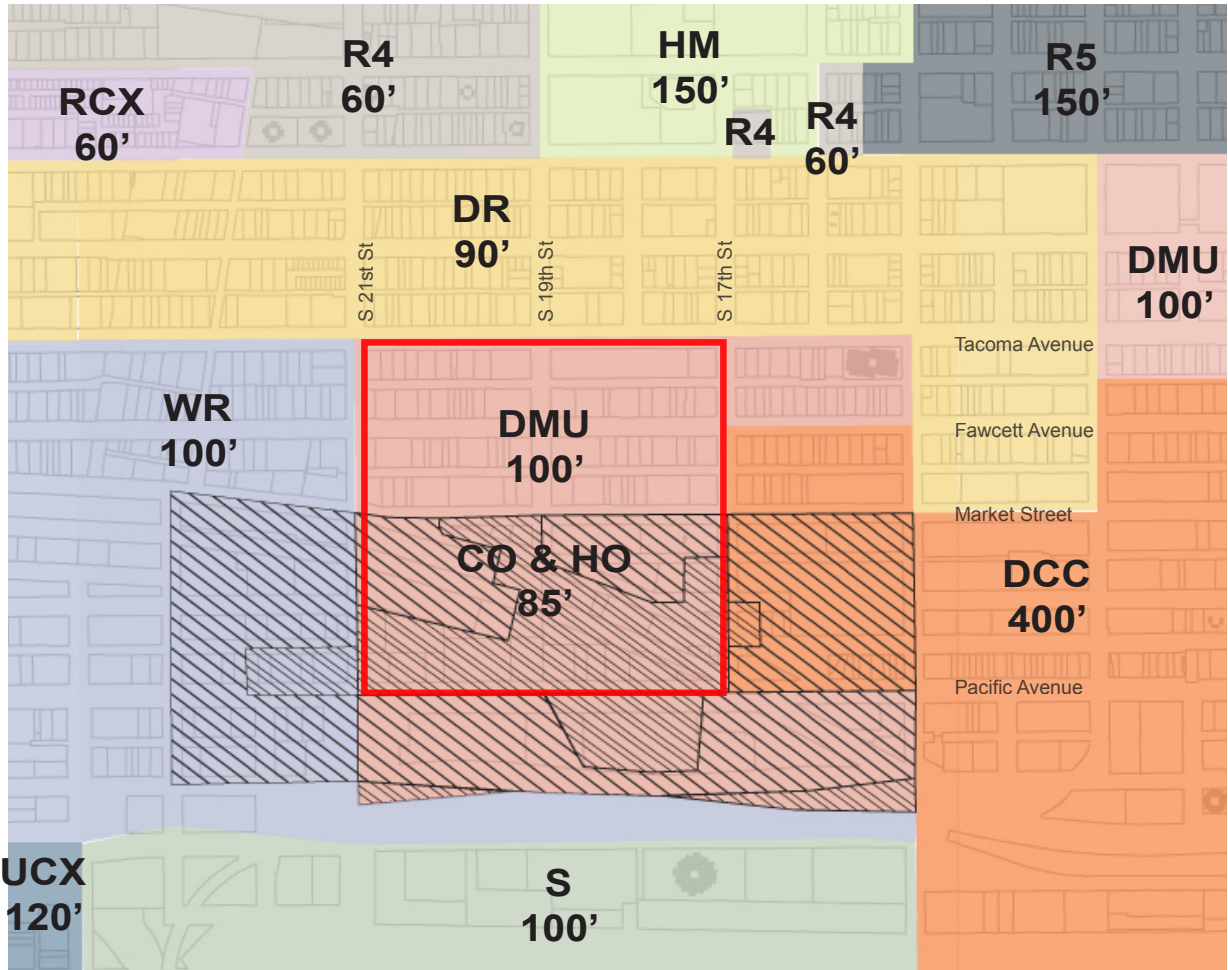 R4
60’
HM
150’
R5
150’
RCX
60’
R4
R4
60’
DR
90’
S 21st St
S 19th St
S 17th St
DMU
100’
Tacoma Avenue
WR
100’
DMU
100’
Fawcett Avenue
Market Street
CO & HO
85’
DCC
400’
Pacific Avenue
UCX
120’
S
100’